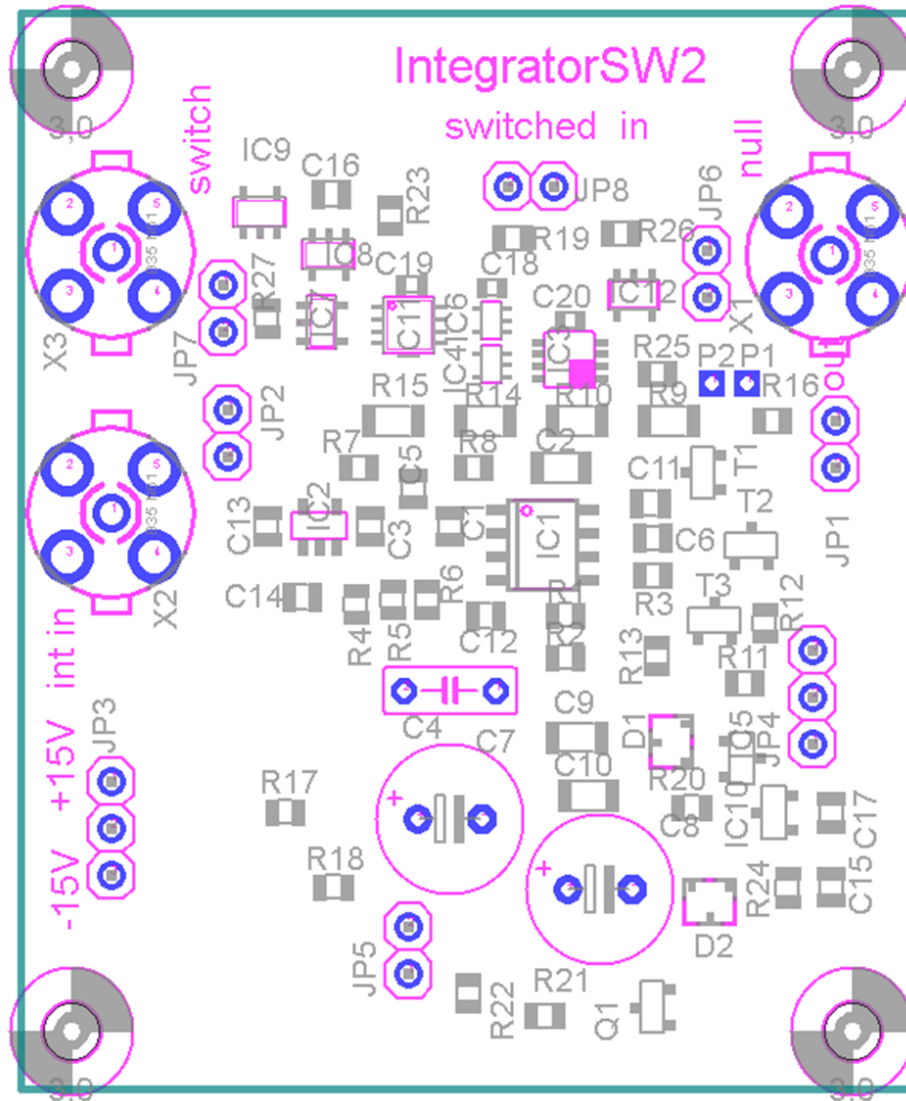 IntegratorSW2
switched in
switch
null
3,0
3,0
IC9
C16
R23
JP8
JP6
R19
R26
IC8
C19
C18
R27
IC6
C20
C12
X3
JP7
X1
IC4
IC3
R25
P2
P1
out
R15
R14
R10
R9
R16
JP2
R7
C5
R8
C2
C11
T1
T2
C13
IC2
C3
C1
IC1
C6
JP1
C14
R6
R1
R3
T3
R12
X2
R4
R5
C12
R2
R13
R11
int in
C4
C7
C9
D1
JP4
JP3
+15V
-15V
C10
R20
R17
C8
IC10
C17
R18
R24
C15
D2
JP5
R22
R21
Q1
3,0
3,0